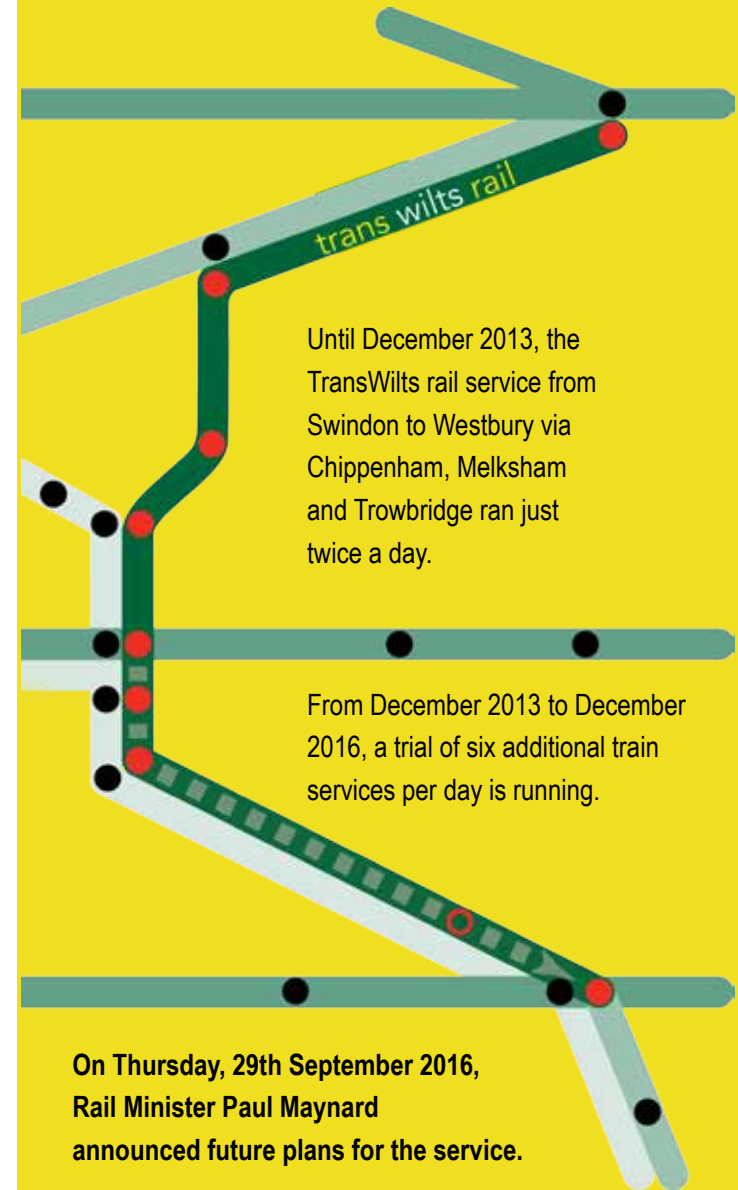 trans wilts rail
Until December 2013, the
TransWilts rail service from
Swindon to Westbury via
Chippenham, Melksham
and Trowbridge ran just
twice a day.
From December 2013 to December
2016, a trial of six additional train
services per day is running.
On Thursday, 29th September 2016,
Rail Minister Paul Maynard
announced future plans for the service.